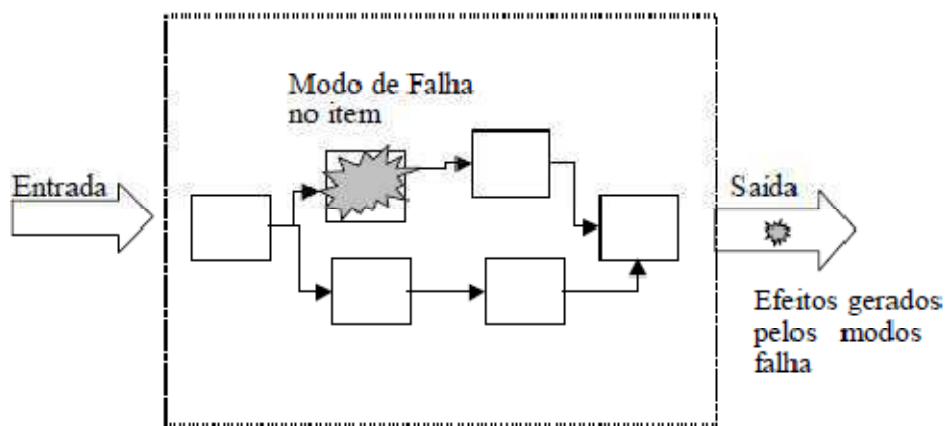 Modo de Falha
no item
Entrada
Saída
Efeitos gerados
pelos modos
falha